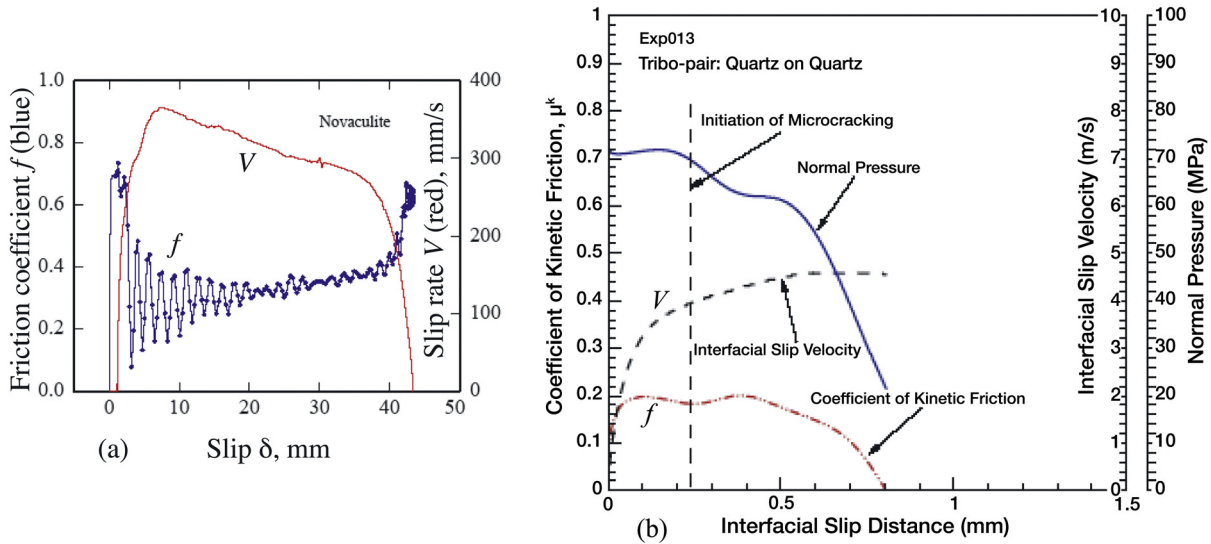 Friction coefficient f (blue)
1.0
0.8
0.6
0.4
0.2
0.0
Novaculite
V
f
400
300
200
100
0
Slip rate V (red), mm/s
0
10
20
30
40
50
(a)
Slip δ, mm
Coefficient of Kinetic Friction, μᵏ
1
0.9
0.8
0.7
0.6
0.5
0.4
0.3
0.2
0.1
0
Exp013
Tribo-pair: Quartz on Quartz
Initiation of Microcracking
Normal Pressure
V
Interfacial Slip Velocity
Coefficient of Kinetic Friction
f
10
9
8
7
6
5
4
3
2
1
0
Interfacial Slip Velocity (m/s)
100
90
80
70
60
50
40
30
20
10
0
Normal Pressure (MPa)
0
0.5
1
1.5
(b)
Interfacial Slip Distance (mm)